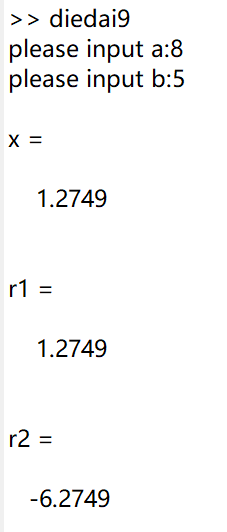 >> diedai9
please input a:8
please input b:5
x =
1.2749
r1 =
1.2749
r2 =
-6.2749